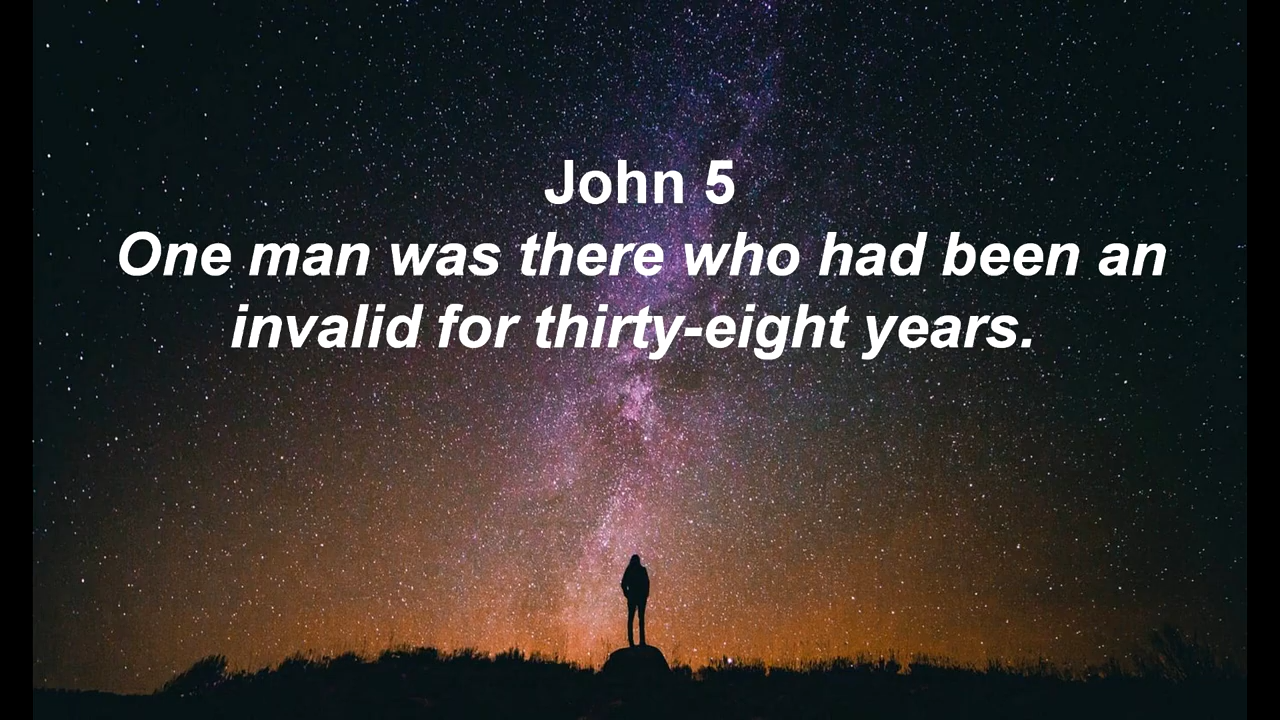 John 5
One man was there who had been an
invalid for thirty-eight years.